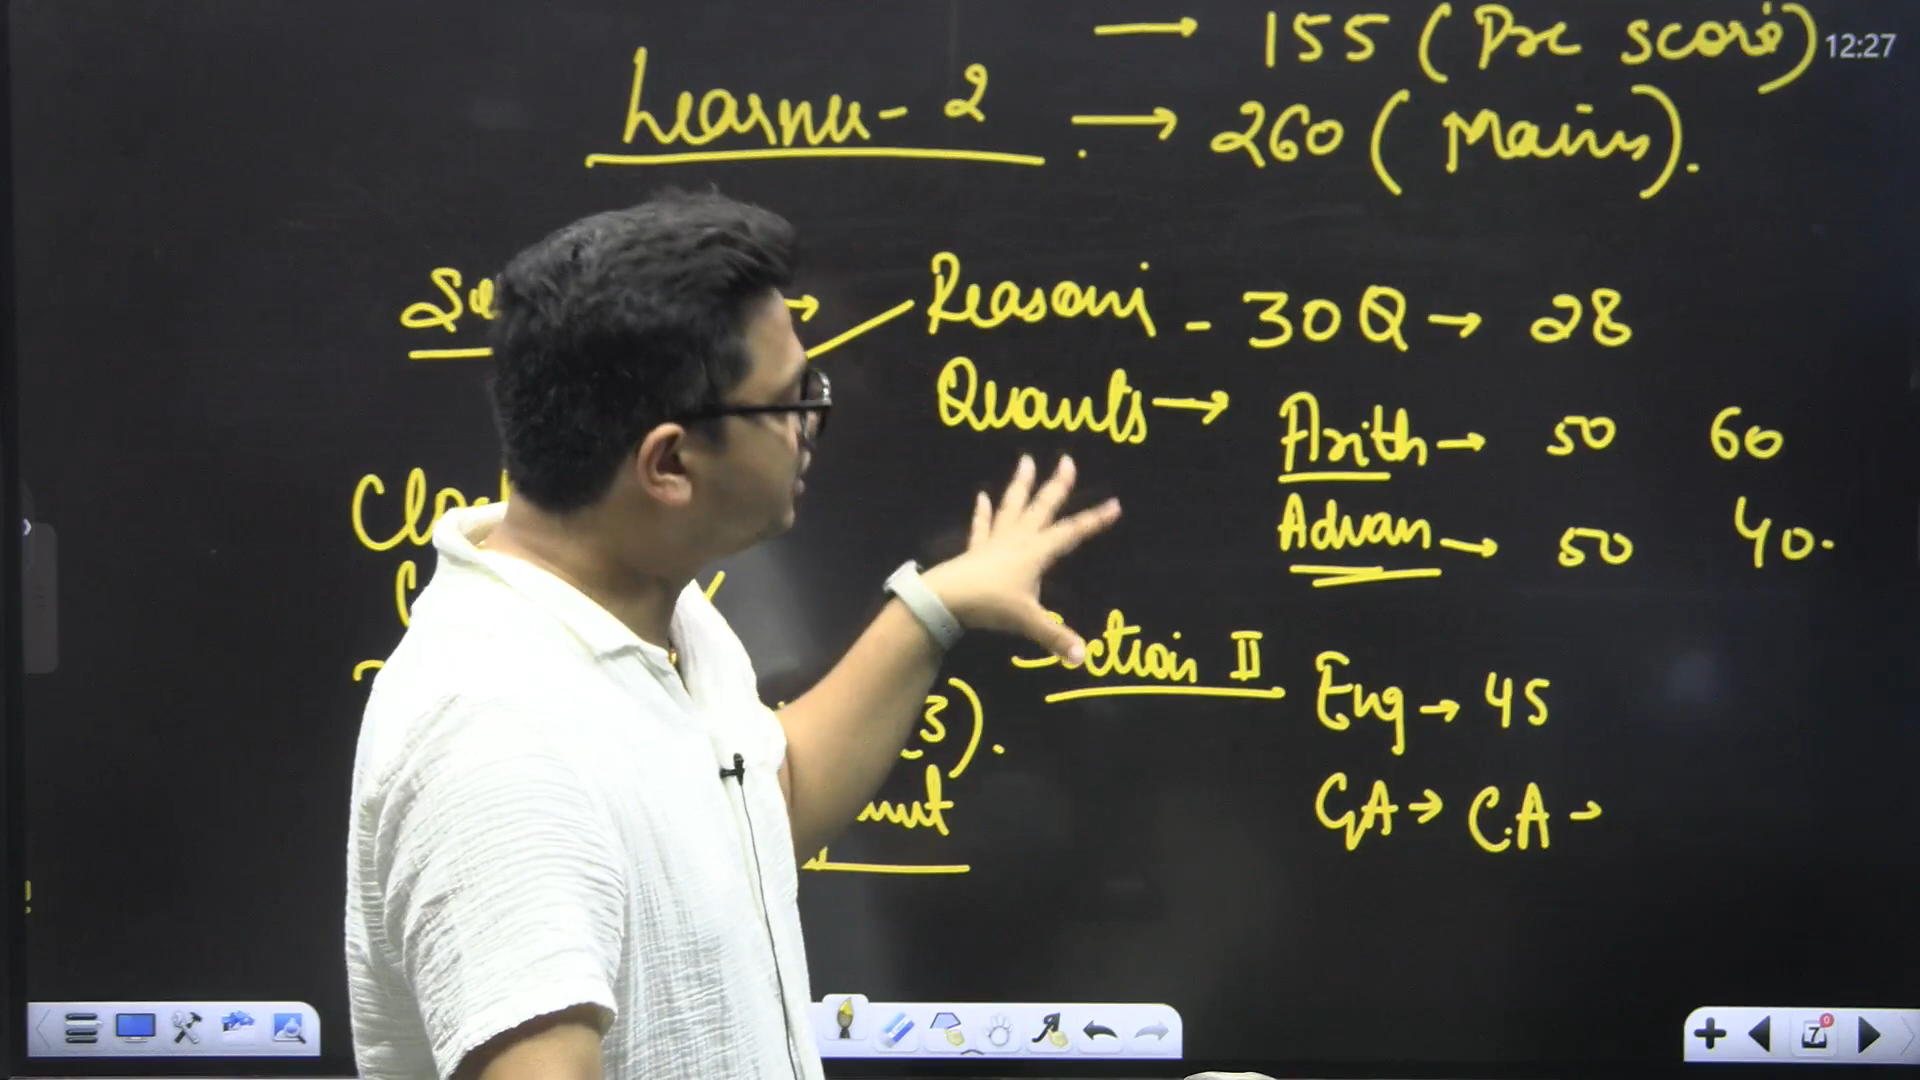 → 155 (Pre score) 12:27
Learner - 2 → 260 (Mains).
→ Reasoni - 30Q → 28
Quants → Arith → 50 60
Advan → 50 40.
Section II Eng → 45
GA → C.A →
3).
7